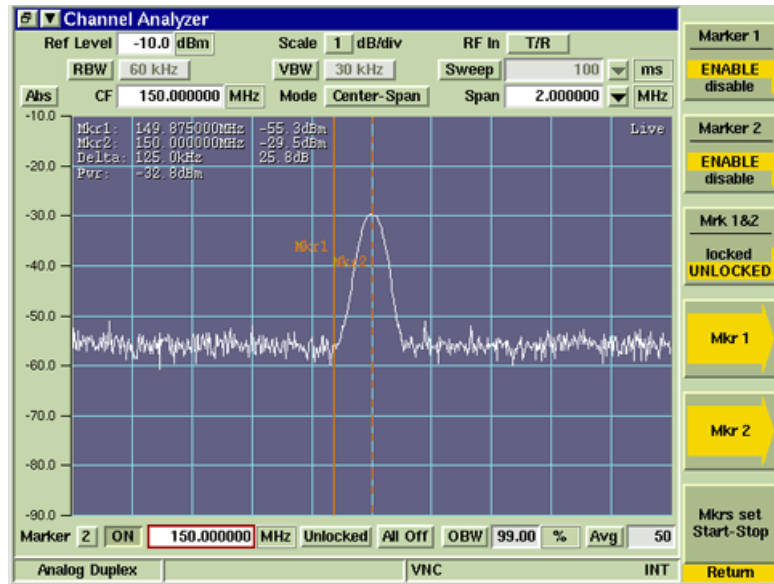 Channel Analyzer
Ref Level -10.0 dBm Scale 1 dB/div RF In T/R
RBW 60 kHz VBW 30 kHz Sweep 100 ms
Abs CF 150.000000 MHz Mode Center-Span Span 2.000000 MHz
-10.0
Mkr1: 149.875000MHz -55.3dBm Live
Mkr2: 150.000000MHz -29.5dBm
Delta: 125.0kHz 25.8dB
Pwr: -32.8dBm
-20.0
-30.0
Mkr1
Mkr2
-40.0
-50.0
-60.0
-70.0
-80.0
-90.0
Marker 2 ON 150.000000 MHz Unlocked All Off OBW 99.00 % Avg 50
Analog Duplex VNC INT
Marker 1
ENABLE
disable
Marker 2
ENABLE
disable
Mrk 1&2
locked
UNLOCKED
Mkr 1
Mkr 2
Mkrs set
Start-Stop
Return